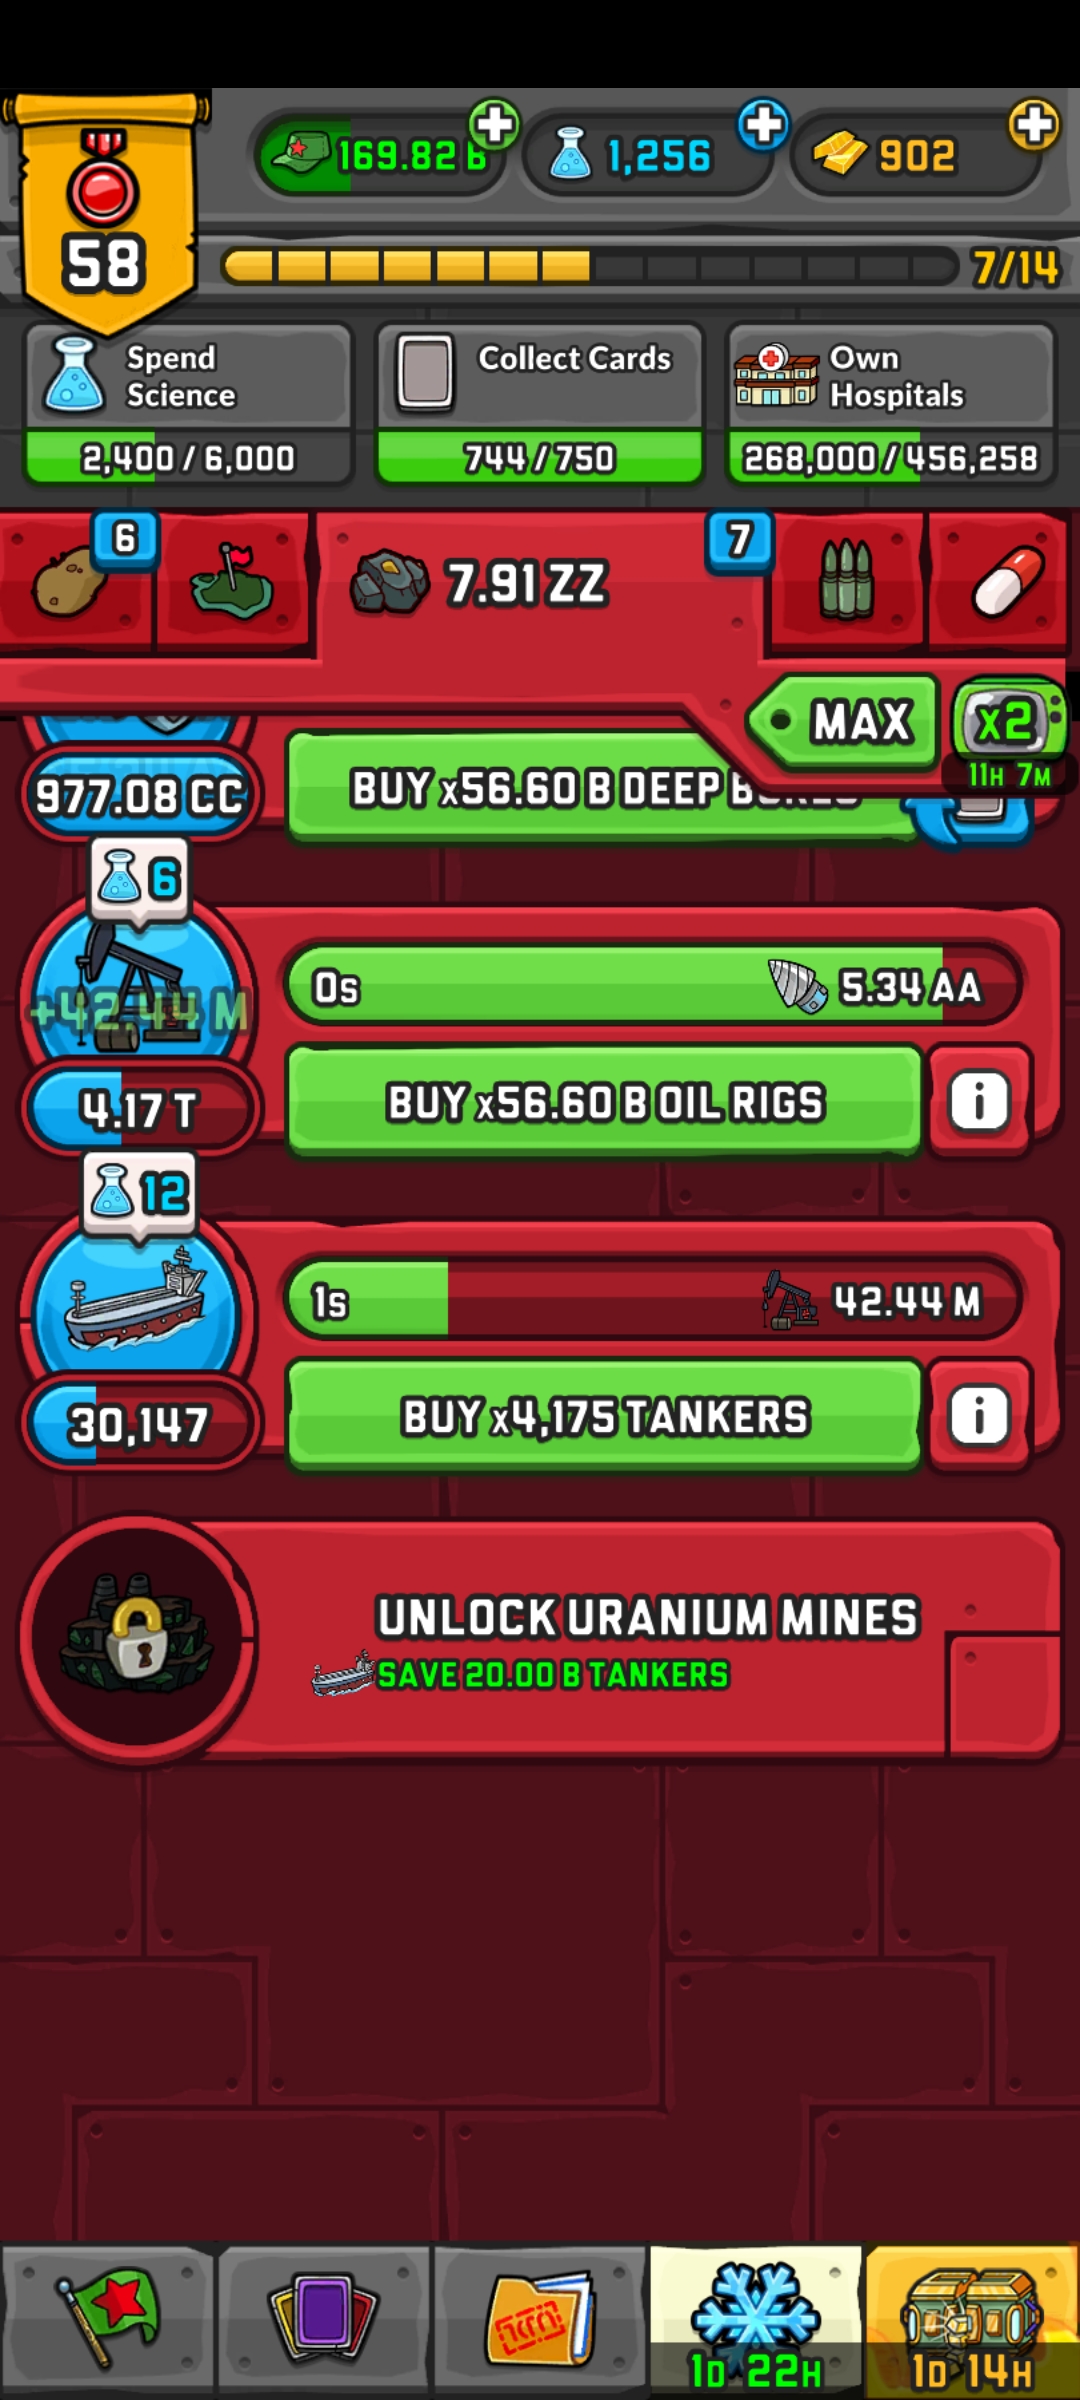 58
169.82 B
1,256
902
7/14
Spend
Science
2,400 / 6,000
Collect Cards
744 / 750
Own
Hospitals
268,000 / 456,258
6
7.91 ZZ
7
MAX
x2
11H 7M
977.08 CC
BUY x56.60 B DEEP BORES
6
+42.44 M
0s
5.34 AA
4.17 T
BUY x56.60 B OIL RIGS
i
12
1s
42.44 M
30,147
BUY x4,175 TANKERS
i
UNLOCK URANIUM MINES
SAVE 20.00 B TANKERS
1D 22H
1D 14H